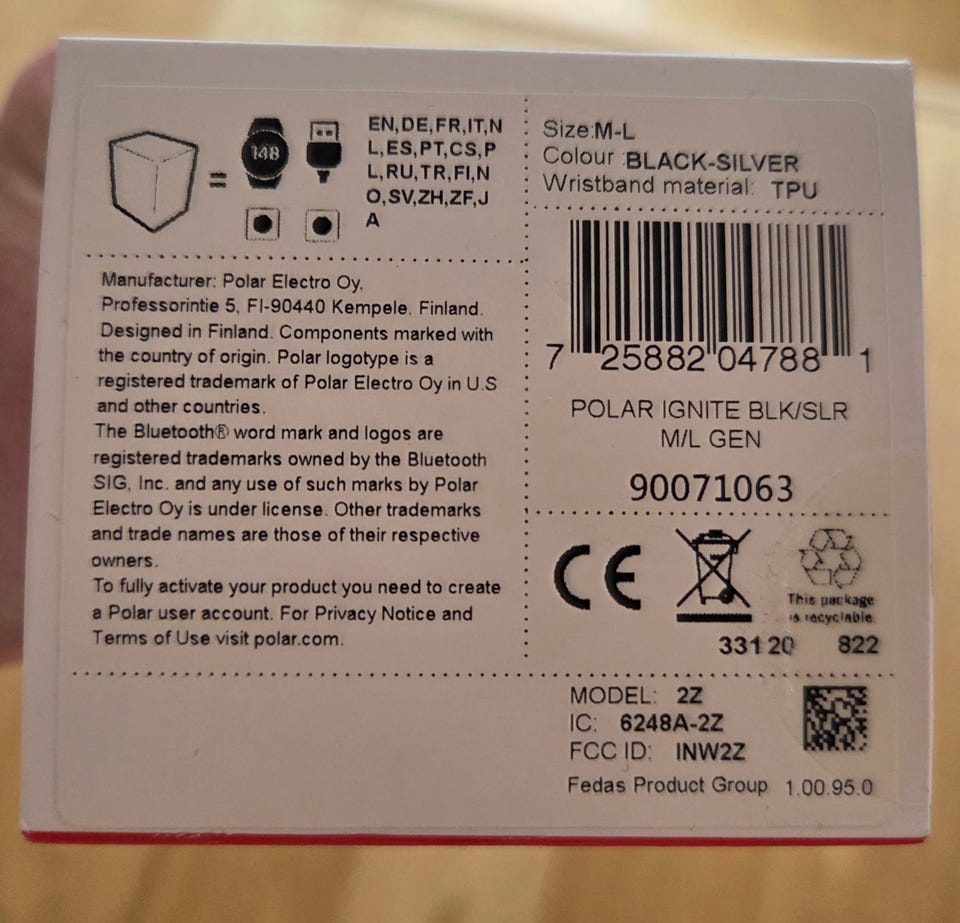 148
EN,DE,FR,IT,N
L,ES,PT,CS,P
L,RU,TR,FI,N
O,SV,ZH,ZF,J
A
Manufacturer: Polar Electro Oy,
Professorintie 5, FI-90440 Kempele, Finland.
Designed in Finland. Components marked with
the country of origin. Polar logotype is a
registered trademark of Polar Electro Oy in U.S
and other countries.
The Bluetooth® word mark and logos are
registered trademarks owned by the Bluetooth
SIG, Inc. and any use of such marks by Polar
Electro Oy is under license. Other trademarks
and trade names are those of their respective
owners.
To fully activate your product you need to create
a Polar user account. For Privacy Notice and
Terms of Use visit polar.com.
Size:M-L
Colour :BLACK-SILVER
Wristband material: TPU
7 25882 04788 1
POLAR IGNITE BLK/SLR
M/L GEN
90071063
CE
This package
is recyclable
331 20 822
MODEL: 2Z
IC: 6248A-2Z
FCC ID: INW2Z
Fedas Product Group 1.00.95.0